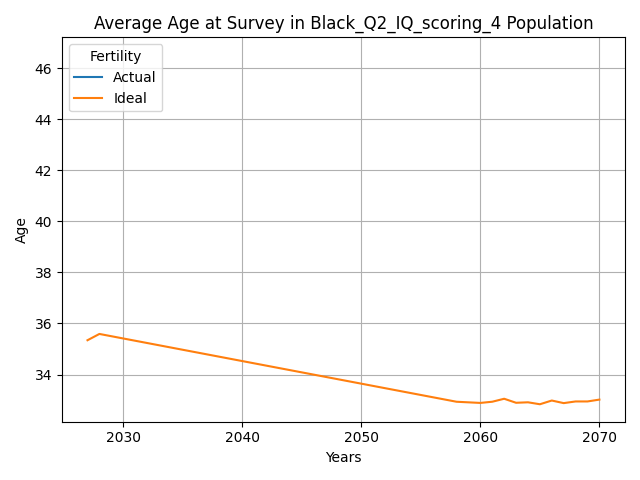 Average Age at Survey in Black_Q2_IQ_scoring_4 Population
Fertility
Actual
Ideal
46
44
42
40
38
36
34
Age
2030 2040 2050 2060 2070
Years